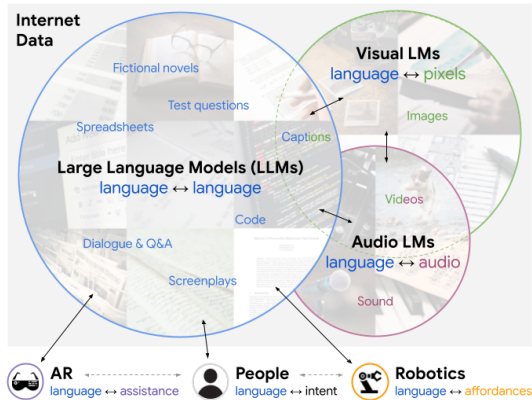 Internet
Data
Visual LMs
language ↔ pixels
Fictional novels
Test questions
Images
Spreadsheets
Captions
Large Language Models (LLMs)
language ↔ language
Videos
Code
Audio LMs
language ↔ audio
Dialogue & Q&A
Screenplays
Sound
AR
language ↔ assistance
People
language ↔ intent
Robotics
language ↔ affordances